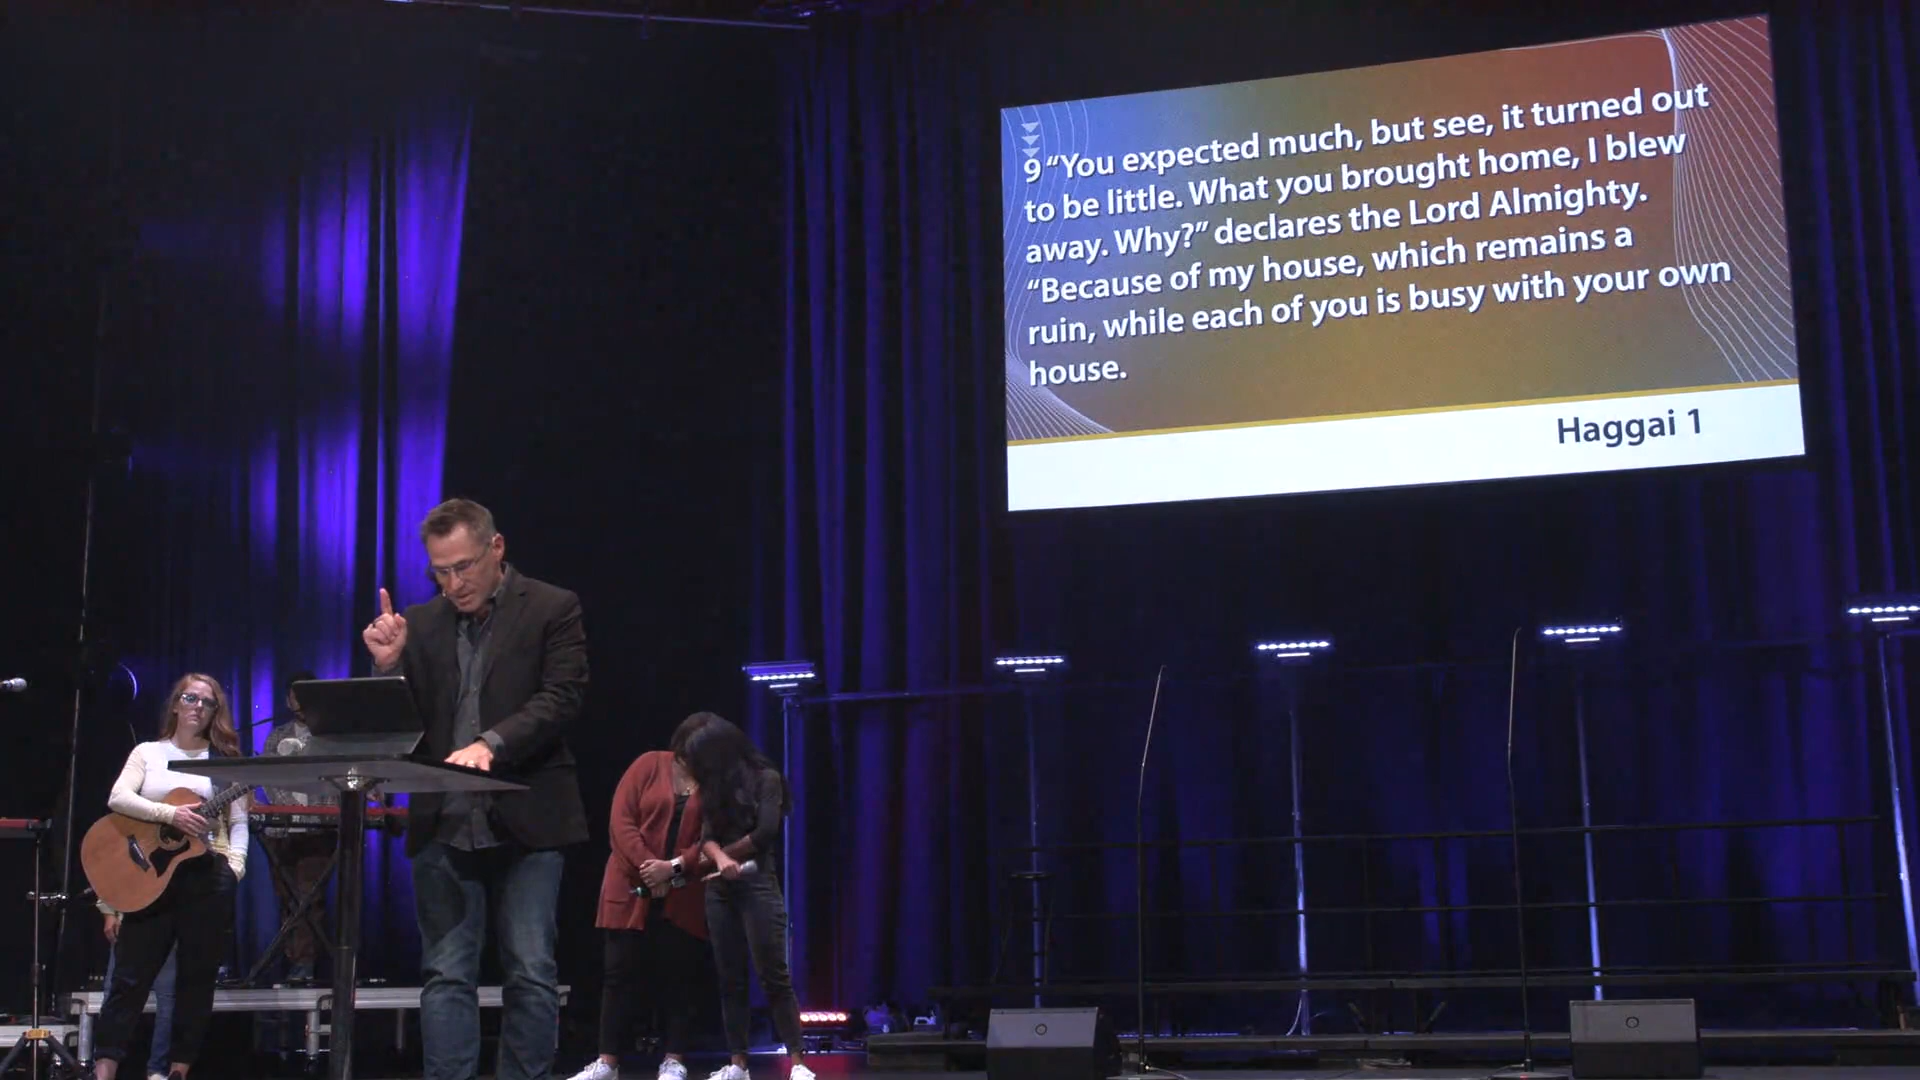 9 “You expected much, but see, it turned out
to be little. What you brought home, I blew
away. Why?” declares the Lord Almighty.
“Because of my house, which remains a
ruin, while each of you is busy with your own
house.
Haggai 1